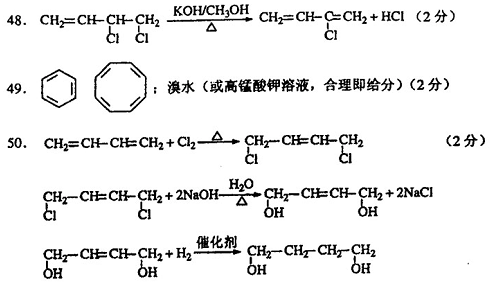 48. CH₂=CH-CH-CH₂ KOH/CH₃OH △ CH₂=CH-C=CH₂ + HCl (2分)
Cl Cl Cl
49. ; 溴水 (或高锰酸钾溶液, 合理即给分) (2分)
50. CH₂=CH-CH=CH₂ + Cl₂ △ CH₂-CH=CH-CH₂ (2分)
Cl Cl
CH₂-CH=CH-CH₂ + 2NaOH H₂O △ CH₂-CH=CH-CH₂ + 2NaCl
Cl Cl OH OH
CH₂-CH=CH-CH₂ + H₂ 催化剂 CH₂-CH₂-CH₂-CH₂
OH OH OH OH